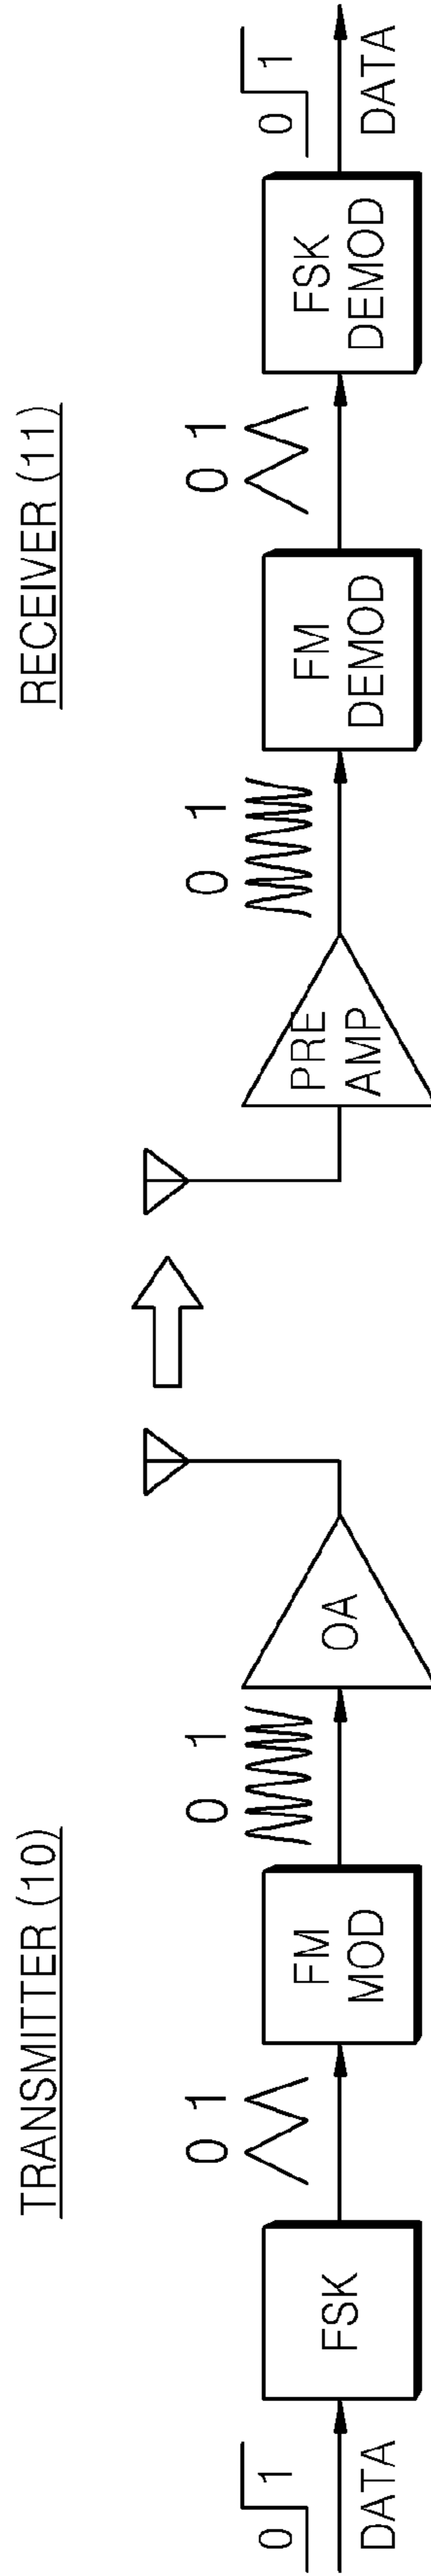 TRANSMITTER (10)
0 1
DATA
FSK
0 1
FM
MOD
0 1
OA
RECEIVER (11)
PRE
AMP
0 1
FM
DEMOD
0 1
FSK
DEMOD
0 1
DATA